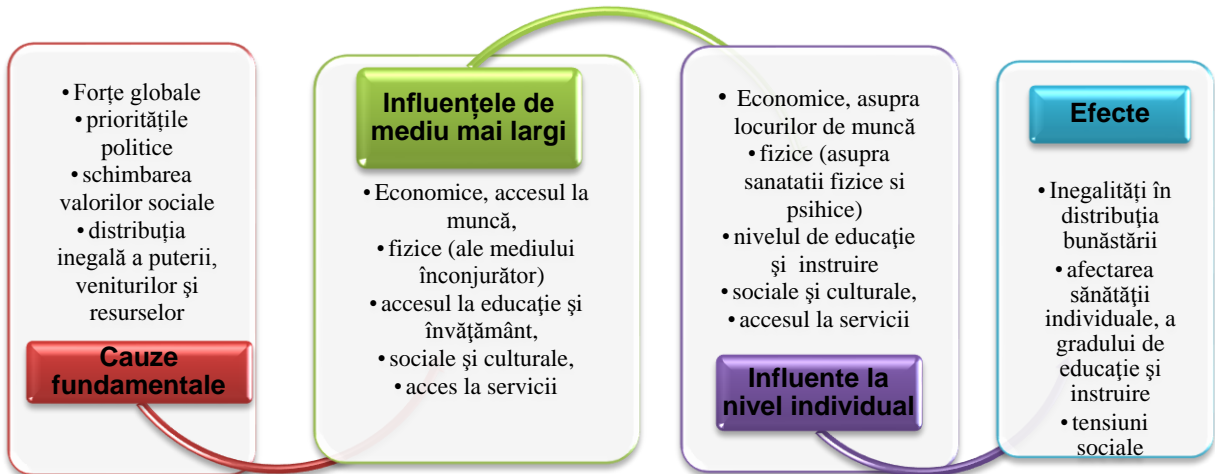 • Forțe globale
• prioritățile
politice
• schimbarea
valorilor sociale
• distribuția
inegală a puterii,
veniturilor şi
resurselor
Cauze
fundamentale
Influențele de
mediu mai largi
• Economice, accesul la
muncă,
• fizice (ale mediului
înconjurător)
• accesul la educaţie şi
învăţământ,
• sociale şi culturale,
• acces la servicii
• Economice, asupra
locurilor de muncă
• fizice (asupra
sanatatii fizice si
psihice)
• nivelul de educaţie
şi instruire
• sociale şi culturale,
• accesul la servicii
Influente la
nivel individual
Efecte
• Inegalități în
distribuţia
bunăstării
• afectarea
sănătăţii
individuale, a
gradului de
educaţie şi
instruire
• tensiuni
sociale